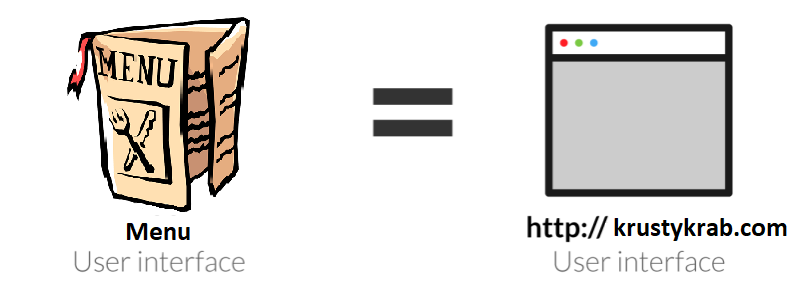 MENU
Menu
User interface
http:// krustykrab.com
User interface